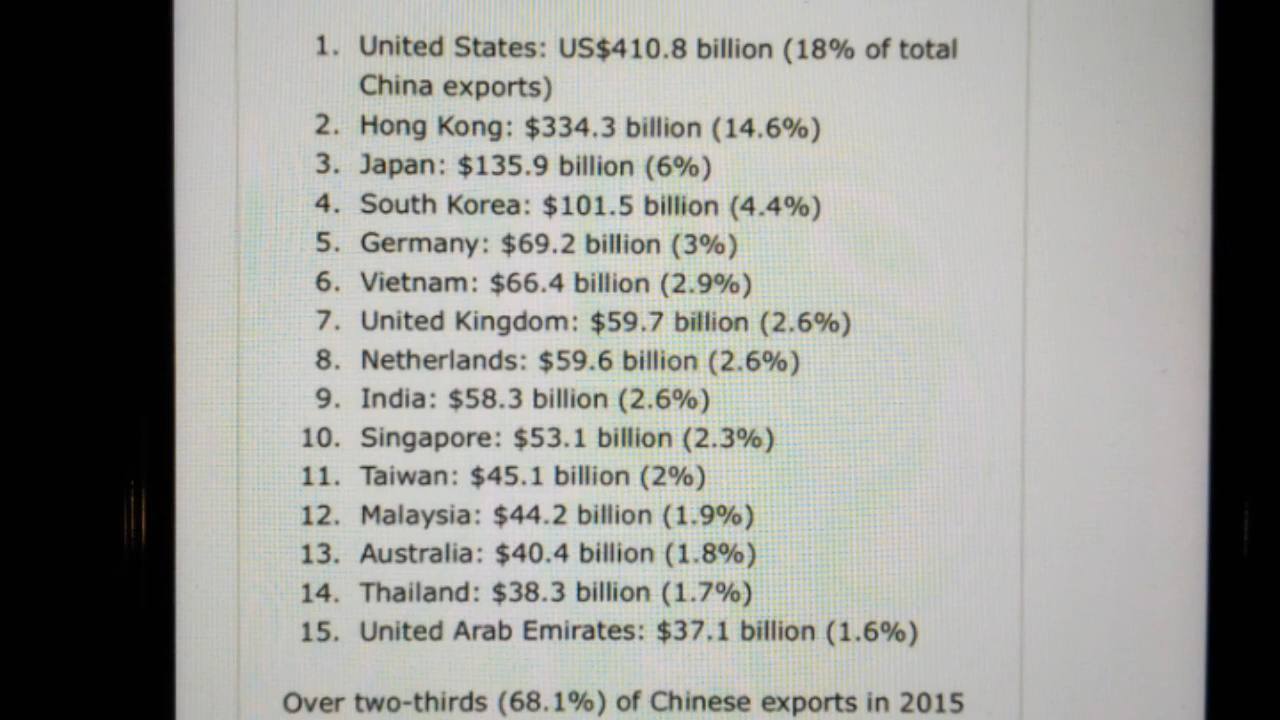 1. United States: US$410.8 billion (18% of total
China exports)
2. Hong Kong: $334.3 billion (14.6%)
3. Japan: $135.9 billion (6%)
4. South Korea: $101.5 billion (4.4%)
5. Germany: $69.2 billion (3%)
6. Vietnam: $66.4 billion (2.9%)
7. United Kingdom: $59.7 billion (2.6%)
8. Netherlands: $59.6 billion (2.6%)
9. India: $58.3 billion (2.6%)
10. Singapore: $53.1 billion (2.3%)
11. Taiwan: $45.1 billion (2%)
12. Malaysia: $44.2 billion (1.9%)
13. Australia: $40.4 billion (1.8%)
14. Thailand: $38.3 billion (1.7%)
15. United Arab Emirates: $37.1 billion (1.6%)
Over two-thirds (68.1%) of Chinese exports in 2015